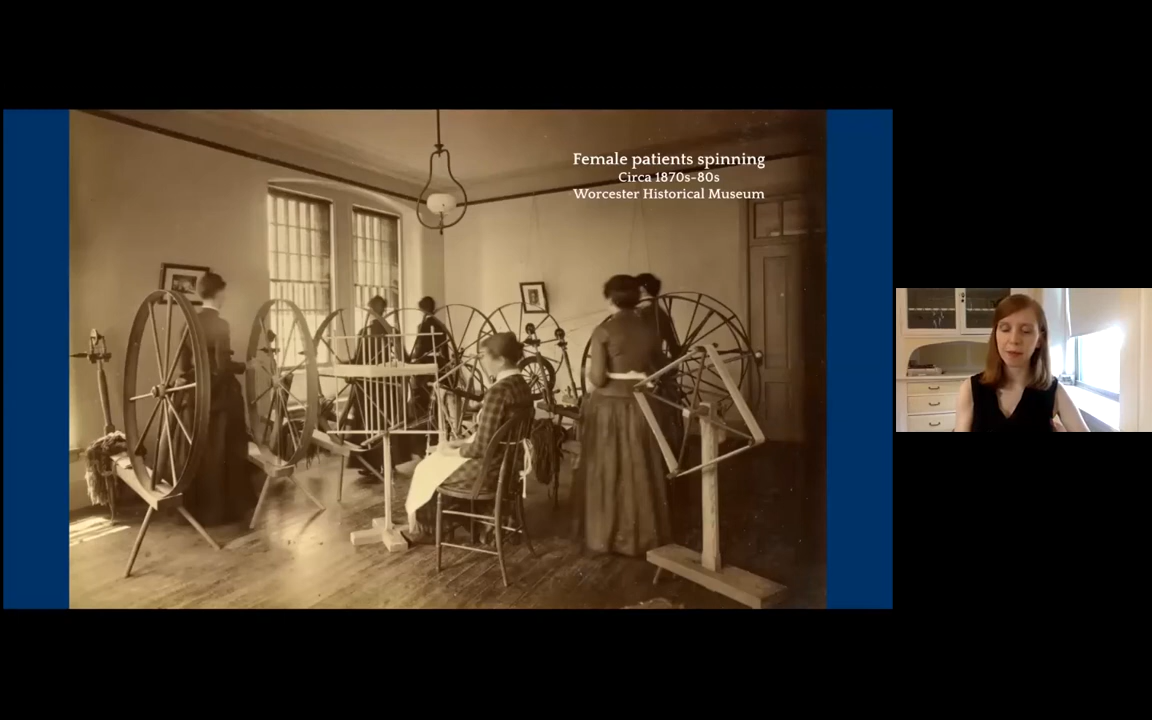 Female patients spinning
Circa 1870s-80s
Worcester Historical Museum